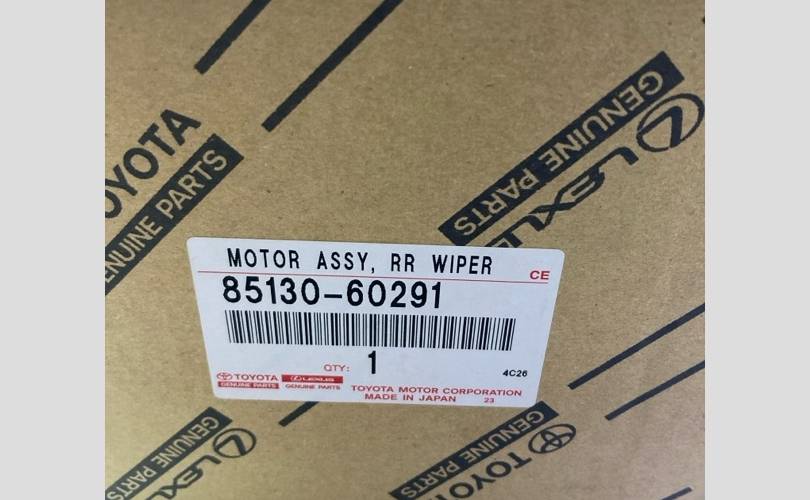 TOYOTA
GENUINE PARTS
GENUINE PARTS
LEXUS
MOTOR ASSY, RR WIPER
CE
85130-60291
QTY: 1
4C26
TOYOTA LEXUS
GENUINE PARTS GENUINE PARTS
TOYOTA MOTOR CORPORATION
MADE IN JAPAN 23
GENUINE PARTS
LEXUS
GENUINE PARTS
TOYOTA